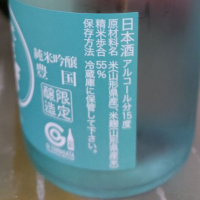 日本酒 アルコール分15度
原材料名 米(山形県産)、米麹(山形県産米)
精米歩合 55%
保存方法 冷蔵庫に保管して下さい。
純米吟醸
豊国
限定
醸造